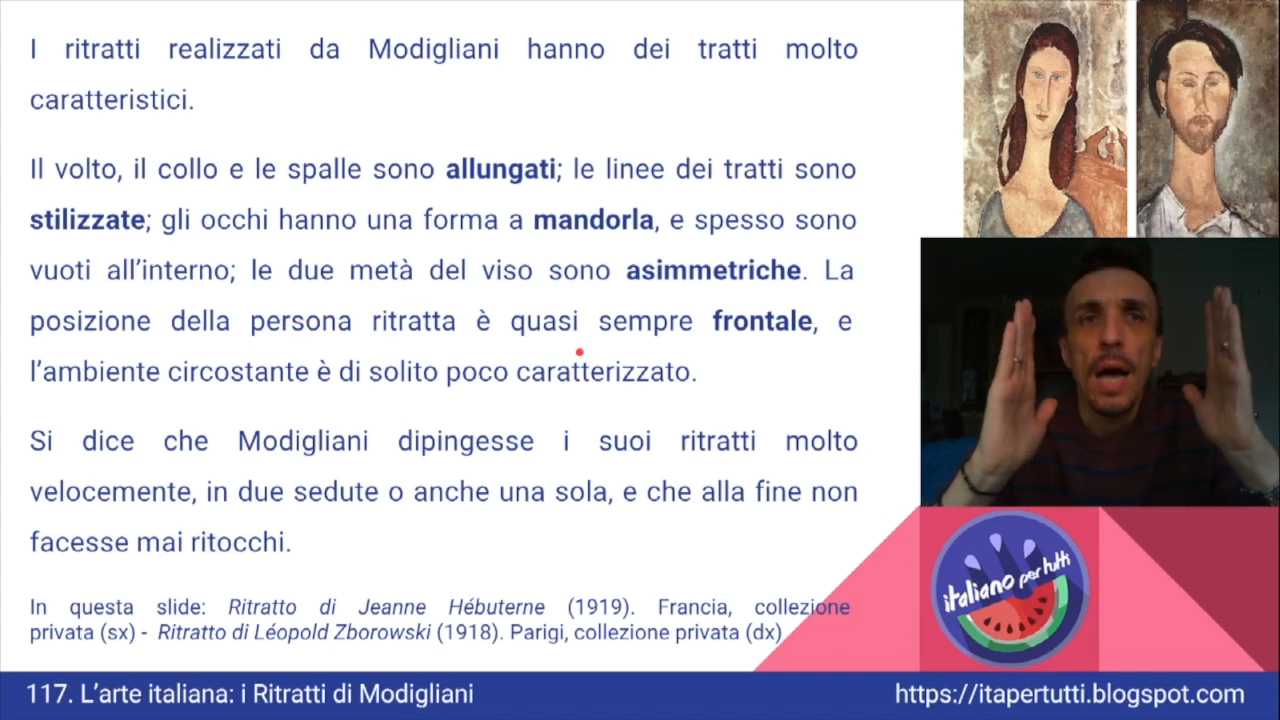 I ritratti realizzati da Modigliani hanno dei tratti molto
caratteristici.
Il volto, il collo e le spalle sono allungati; le linee dei tratti sono
stilizzate; gli occhi hanno una forma a mandorla, e spesso sono
vuoti all'interno; le due metà del viso sono asimmetriche. La
posizione della persona ritratta è quasi sempre frontale, e
l'ambiente circostante è di solito poco caratterizzato.
Si dice che Modigliani dipingesse i suoi ritratti molto
velocemente, in due sedute o anche una sola, e che alla fine non
facesse mai ritocchi.
In questa slide: Ritratto di Jeanne Hébuterne (1919). Francia, collezione
privata (sx) - Ritratto di Léopold Zborowski (1918). Parigi, collezione privata (dx)
italiano per tutti
117. L'arte italiana: i Ritratti di Modigliani
https://itapertutti.blogspot.com